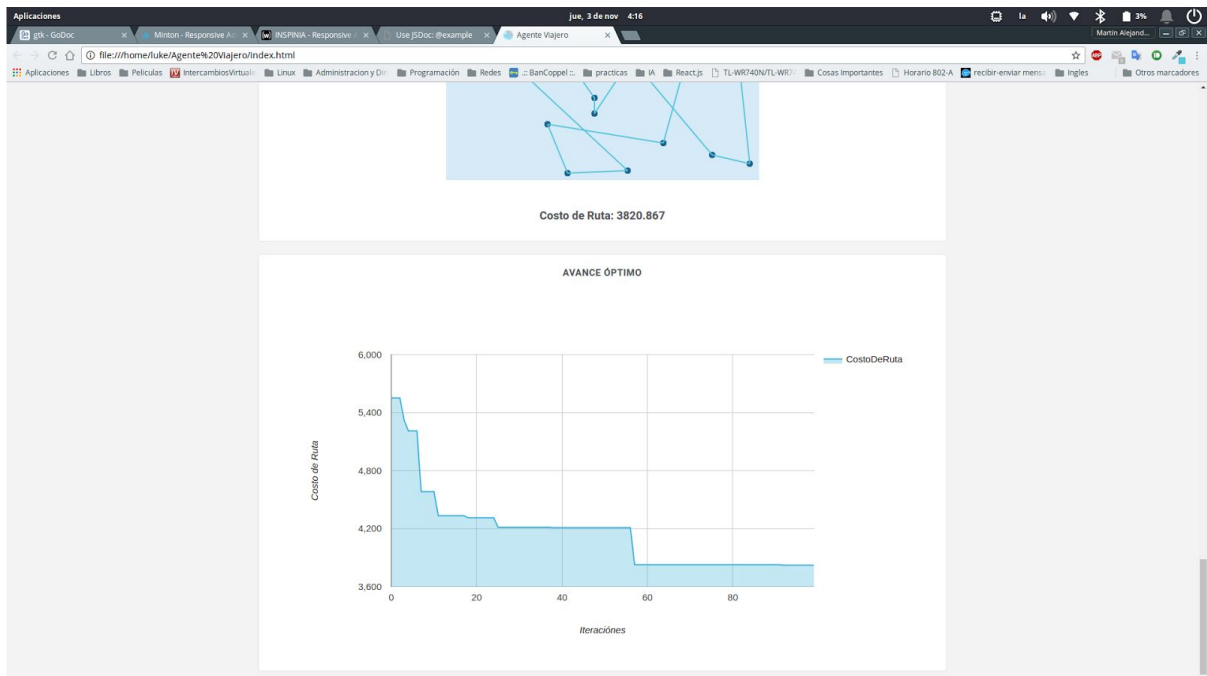 Aplicaciones
jue, 3 de nov 4:16
la
3%
gtk - GoDoc
Minton - Responsive Ad
INSPINIA - Responsive A
Use JSDoc: @example
Agente Viajero
Martin Alejand...
file:///home/luke/Agente%20Viajero/index.html
Aplicaciones
Libros
Peliculas
IntercambiosVirtuale
Linux
Administracion y Dir
Programación
Redes
.:: BanCoppel ::.
practicas
IA
React.js
TL-WR740N/TL-WR7
Cosas Importantes
Horario 802-A
recibir-enviar mensa
Ingles
Otros marcadores
Costo de Ruta: 3820.867
AVANCE ÓPTIMO
6,000
CostoDeRuta
5,400
Costo de Ruta
4,800
4,200
3,600
0 20 40 60 80
Iteraciónes